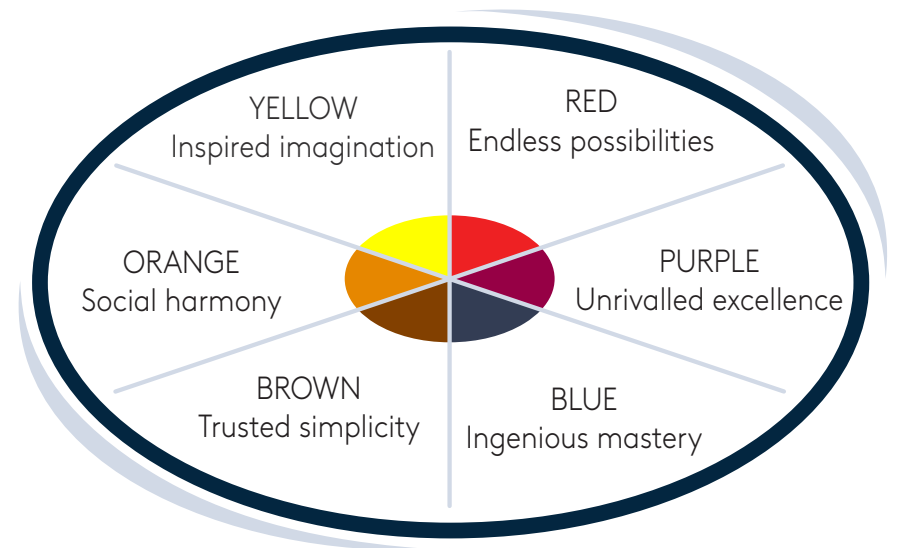 YELLOW
Inspired imagination
RED
Endless possibilities
ORANGE
Social harmony
PURPLE
Unrivalled excellence
BROWN
Trusted simplicity
BLUE
Ingenious mastery